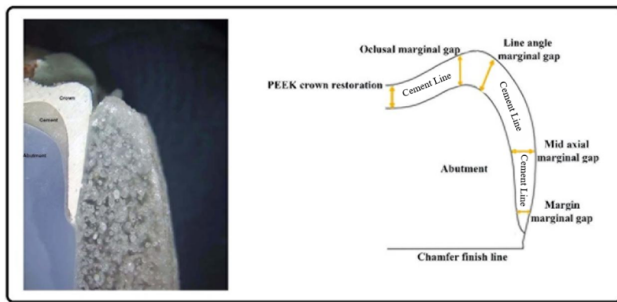 Crown
Cement
Abutment
Oclusal marginal gap
Line angle
marginal gap
PEEK crown restoration
Cement Line
Cement Line
Mid axial
marginal gap
Cement Line
Abutment
Margin
marginal gap
Chamfer finish line